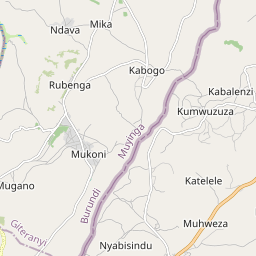 Mika
Ndava
Kabogo
Rubenga
Kabalenzi
Kumwuzuza
Muyinga
Mukoni
Katelele
Mugano
Burundi
Muhweza
Giteranyi
Nyabisindu